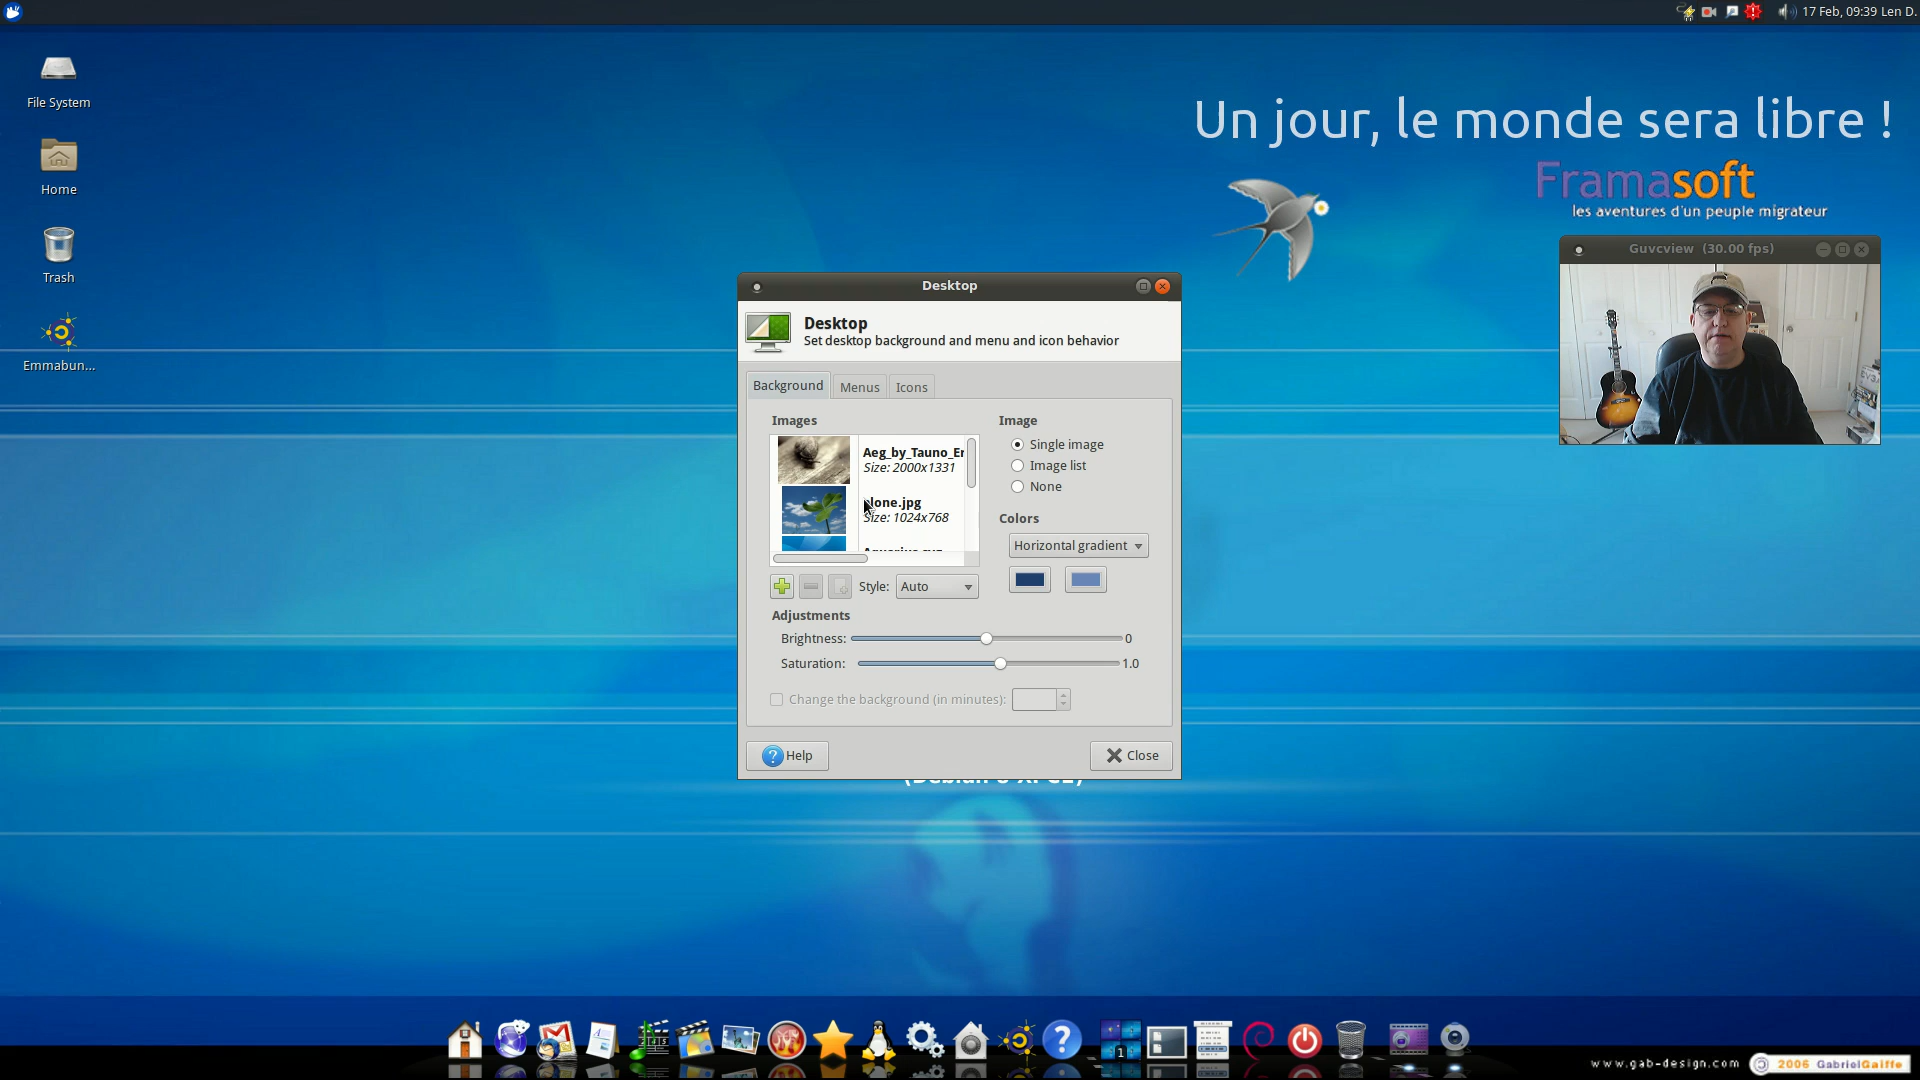 17 Feb, 09:39 Len D.
File System
Home
Trash
Emmabun...
Un jour, le monde sera libre !
Framasoft
les aventures d'un peuple migrateur
Guvcview (30.00 fps)
Desktop
Desktop
Set desktop background and menu and icon behavior
Background
Menus
Icons
Images
Aeg_by_Tauno_Er
Size: 2000x1331
alone.jpg
Size: 1024x768
Image
Single image
Image list
None
Colors
Horizontal gradient
Style:
Auto
Adjustments
Brightness:
0
Saturation:
1.0
Change the background (in minutes):
Help
Close
1
www.gab-design.com
2006 GabrielGaiffe